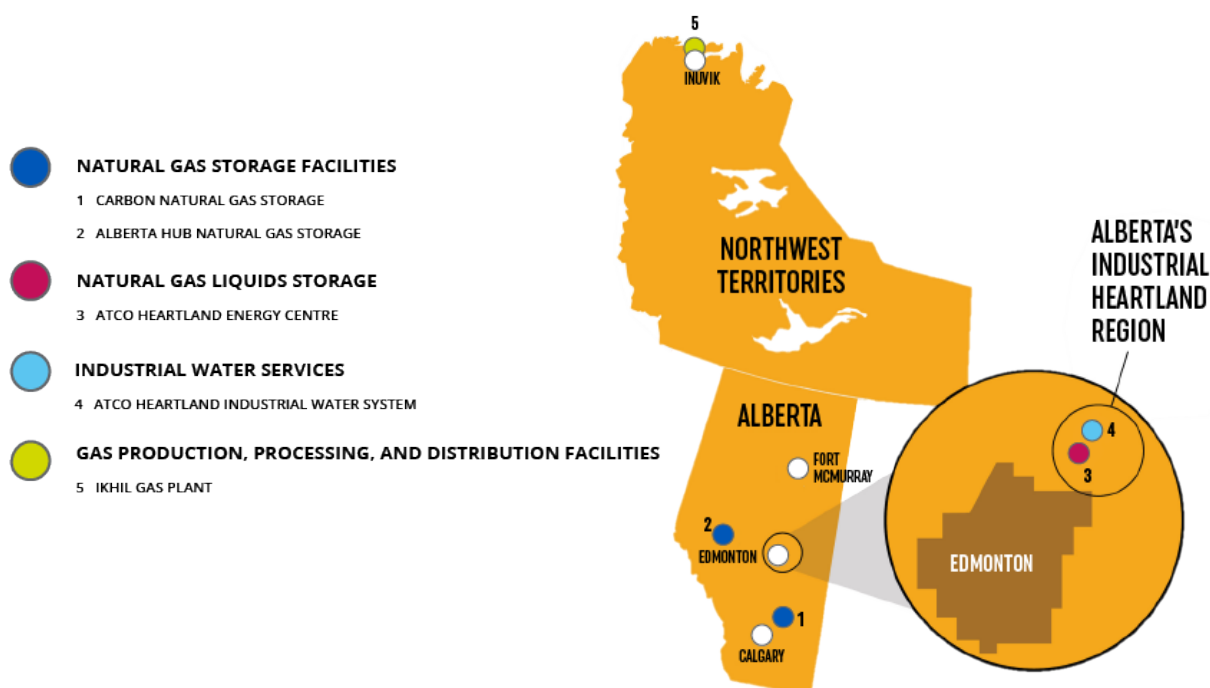 NATURAL GAS STORAGE FACILITIES
1 CARBON NATURAL GAS STORAGE
2 ALBERTA HUB NATURAL GAS STORAGE
NATURAL GAS LIQUIDS STORAGE
3 ATCO HEARTLAND ENERGY CENTRE
INDUSTRIAL WATER SERVICES
4 ATCO HEARTLAND INDUSTRIAL WATER SYSTEM
GAS PRODUCTION, PROCESSING, AND DISTRIBUTION FACILITIES
5 IKHIL GAS PLANT
5
INUVIK
NORTHWEST
TERRITORIES
ALBERTA
FORT
MCMURRAY
2
EDMONTON
1
CALGARY
ALBERTA'S
INDUSTRIAL
HEARTLAND
REGION
4
3
EDMONTON